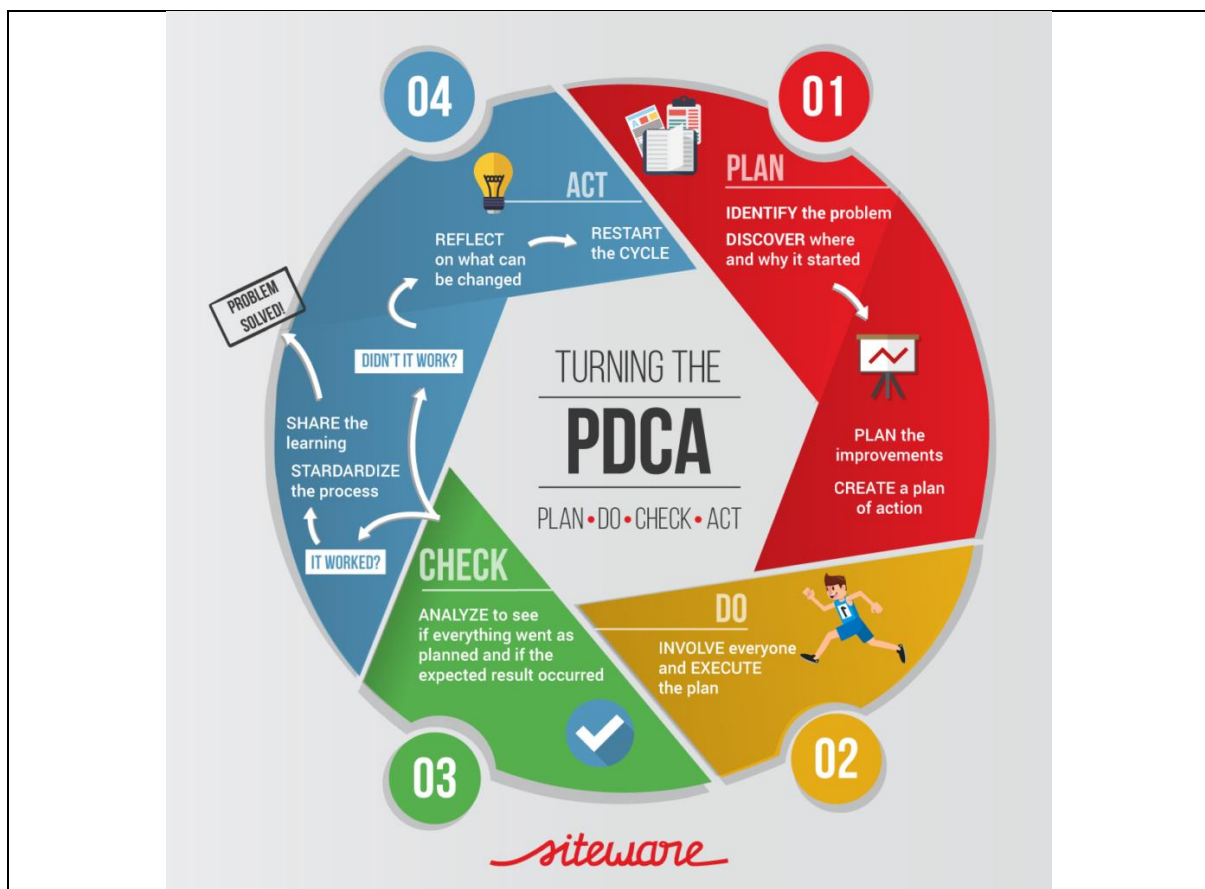 01
PLAN
IDENTIFY the problem
DISCOVER where
and why it started
PLAN the
improvements
CREATE a plan
of action
02
DO
INVOLVE everyone
and EXECUTE
the plan
03
CHECK
ANALYZE to see
if everything went as
planned and if the
expected result occurred
04
ACT
IT WORKED?
SHARE the
learning
STARDARDIZE
the process
PROBLEM
SOLVED!
DIDN'T IT WORK?
REFLECT
on what can
be changed
RESTART
the CYCLE
TURNING THE
PDCA
PLAN•DO•CHECK•ACT
siteware